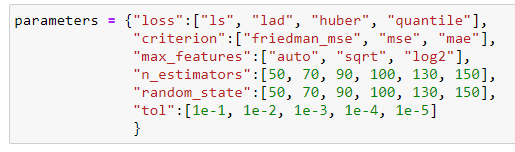 parameters = {"loss":["ls", "lad", "huber", "quantile"],
"criterion":["friedman_mse", "mse", "mae"],
"max_features":["auto", "sqrt", "log2"],
"n_estimators":[50, 70, 90, 100, 130, 150],
"random_state":[50, 70, 90, 100, 130, 150],
"tol":[1e-1, 1e-2, 1e-3, 1e-4, 1e-5]
}